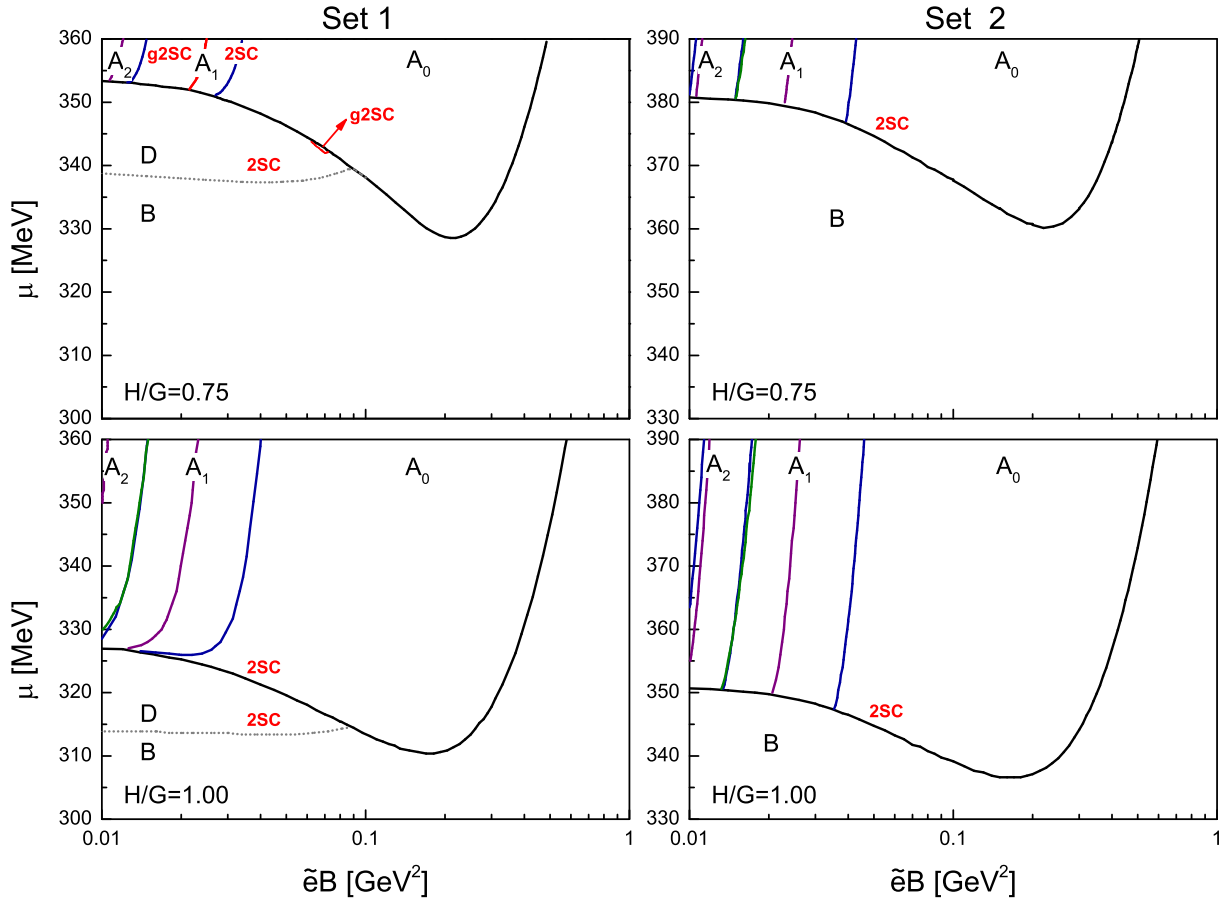 Set 1
Set 2
360
350
340
330
320
310
300
μ [MeV]
A₂
g2SC
A₁
2SC
A₀
g2SC
D
2SC
B
H/G=0.75
390
380
370
360
350
340
330
A₂
A₁
A₀
2SC
B
H/G=0.75
360
350
340
330
320
310
300
μ [MeV]
A₂
A₁
A₀
2SC
D
2SC
B
H/G=1.00
0.01
0.1
1
ẽB [GeV²]
390
380
370
360
350
340
330
A₂
A₁
A₀
2SC
B
H/G=1.00
0.01
0.1
1
ẽB [GeV²]